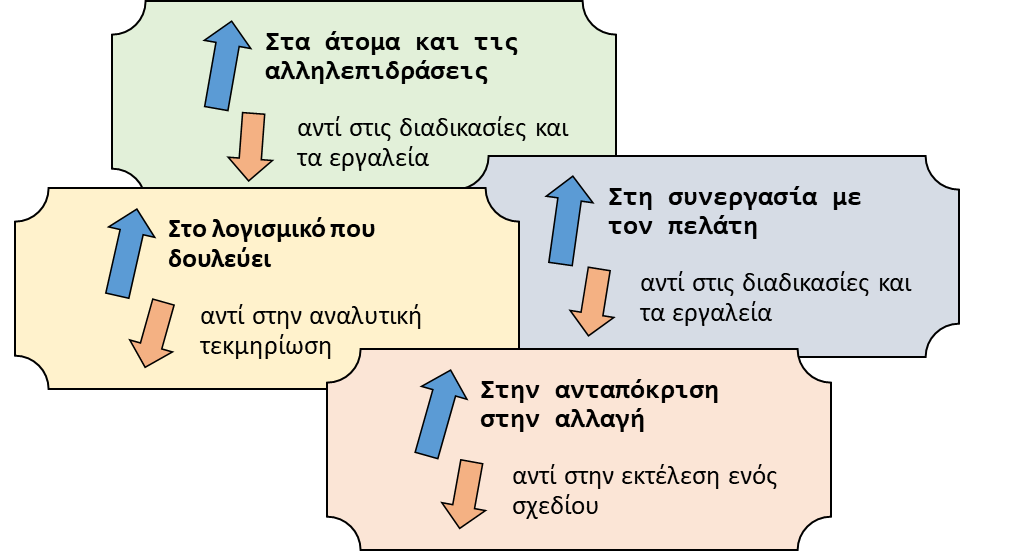 Στα άτομα και τις
αλληλεπιδράσεις
αντί στις διαδικασίες και
τα εργαλεία
Στη συνεργασία με
τον πελάτη
αντί στις διαδικασίες και
τα εργαλεία
Στο λογισμικό που
δουλεύει
αντί στην αναλυτική
τεκμηρίωση
Στην ανταπόκριση
στην αλλαγή
αντί στην εκτέλεση ενός
σχεδίου